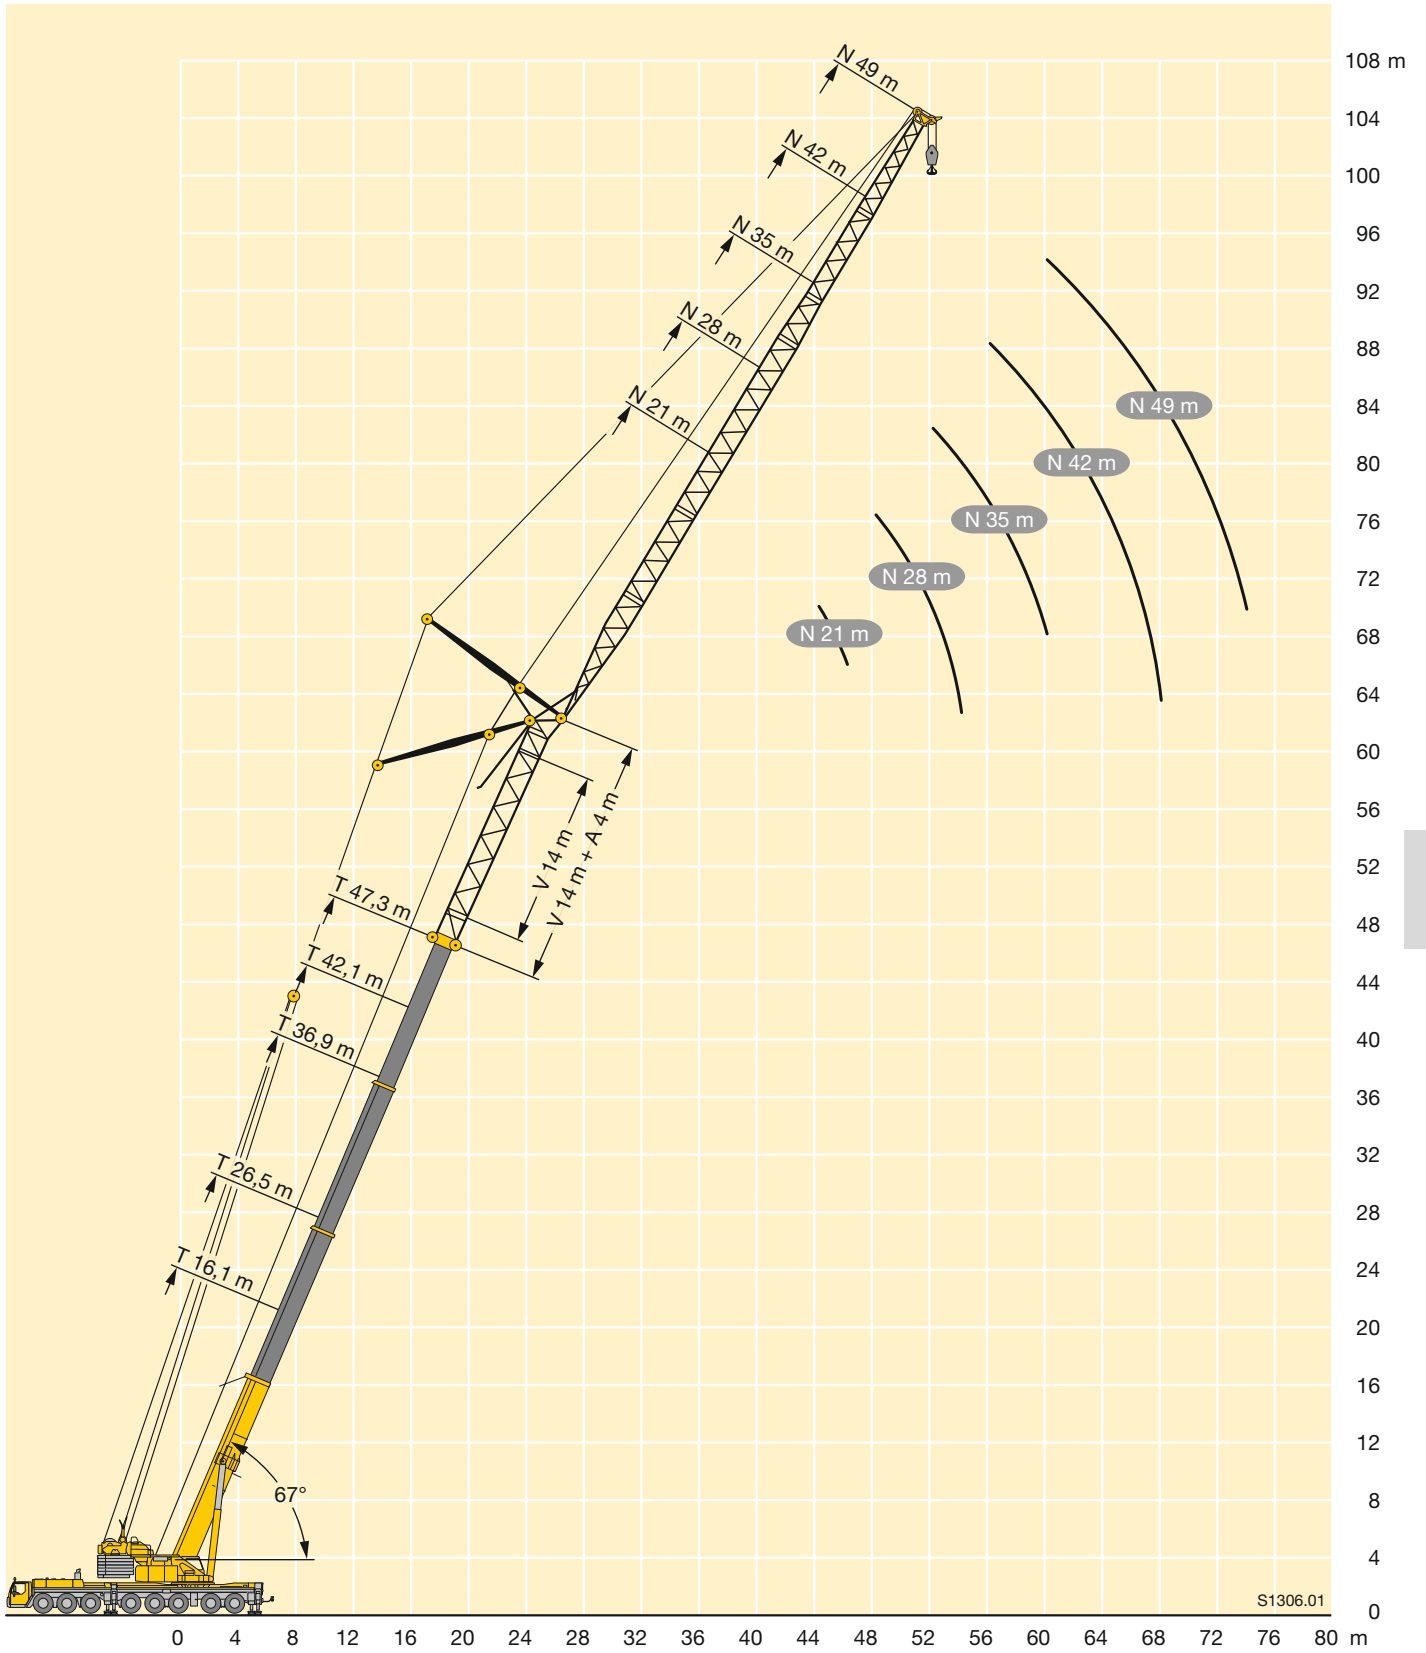 108 m
N 49 m
104
N 42 m
100
N 35 m
96
92
N 28 m
88
N 21 m
N 49 m
84
N 42 m
80
N 35 m
76
N 28 m
72
N 21 m
68
64
60
56
V 14 m
V 14 m + A 4 m
52
T 47,3 m
48
T 42,1 m
44
T 36,9 m
40
36
32
T 26,5 m
28
T 16,1 m
24
20
16
12
67°
8
4
S1306.01
0
0 4 8 12 16 20 24 28 32 36 40 44 48 52 56 60 64 68 72 76 80 m